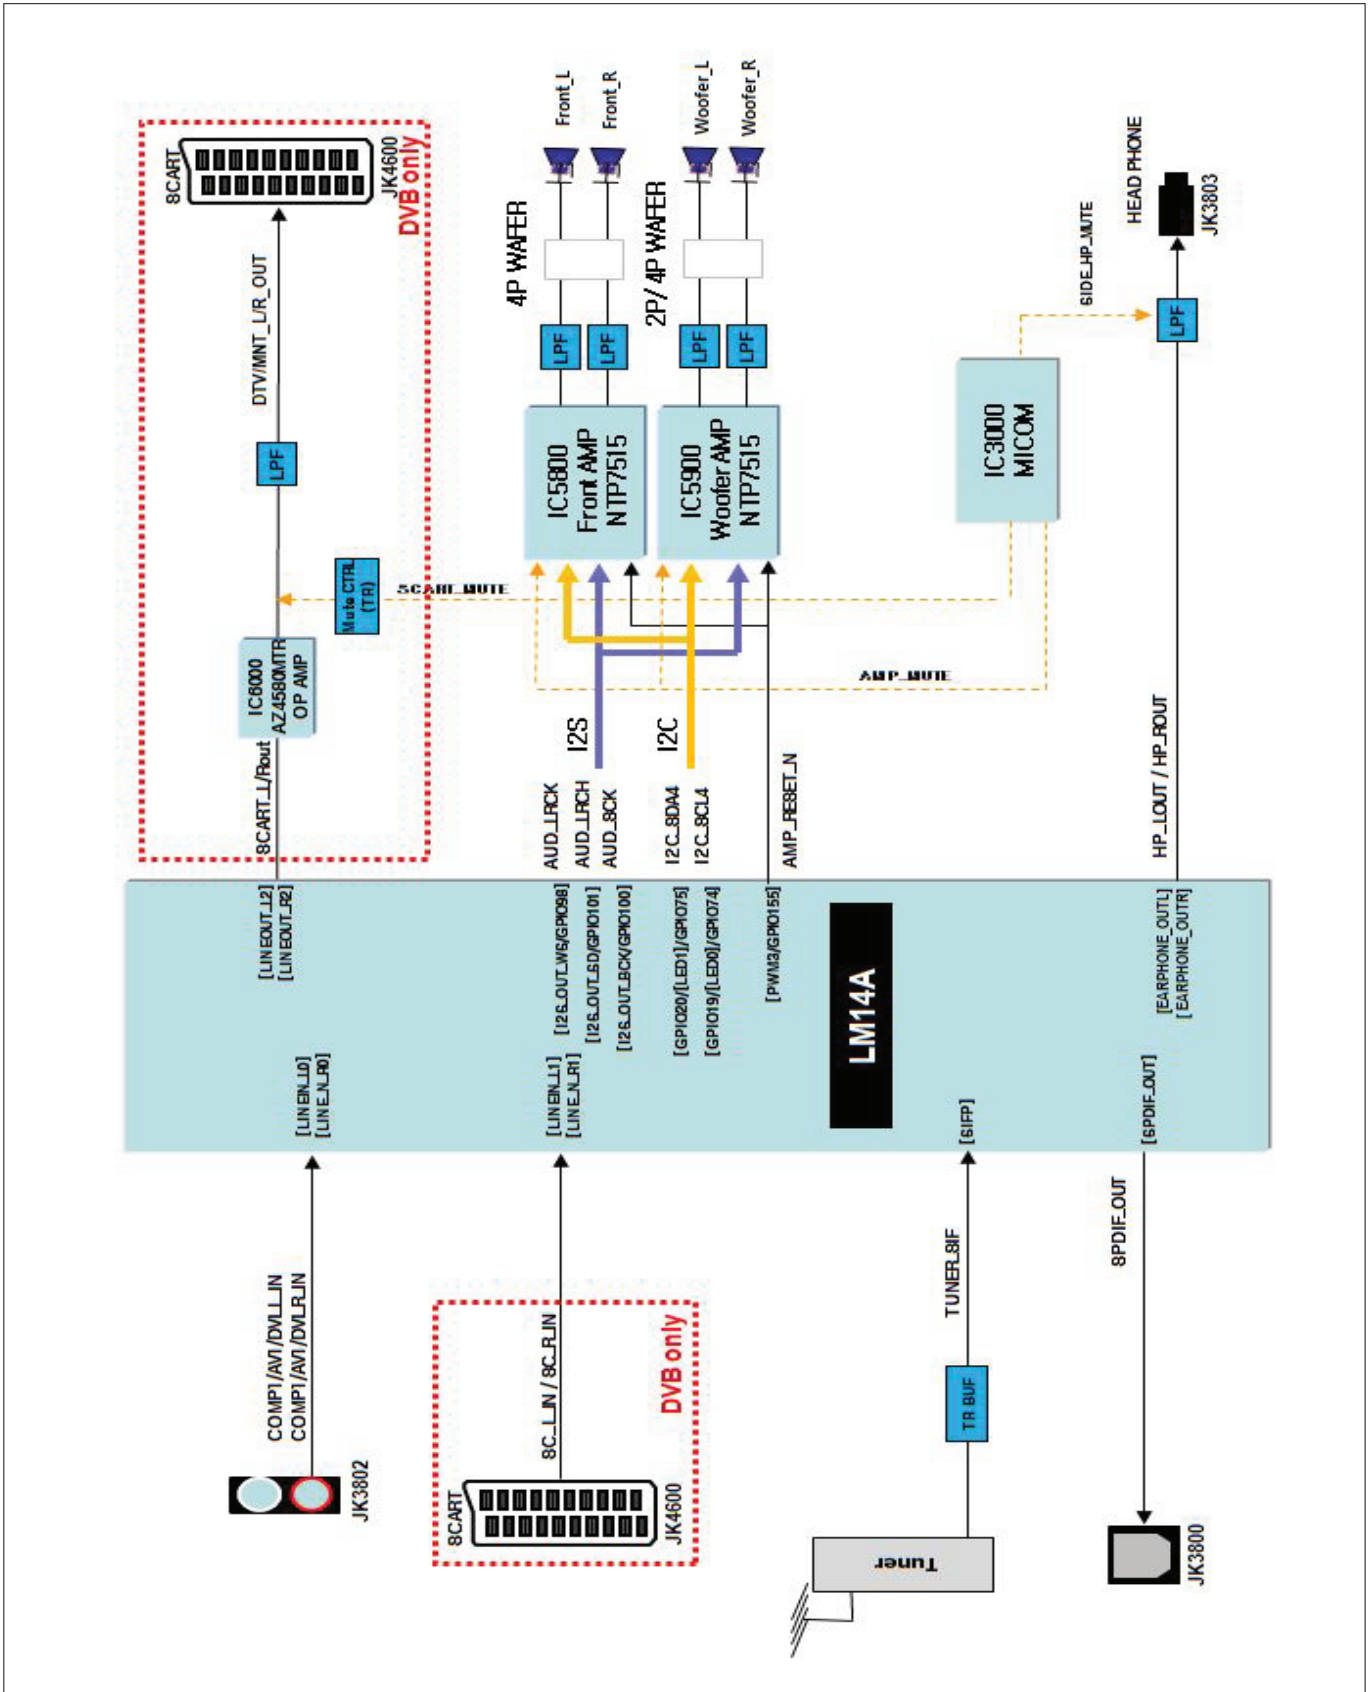 COMP1/AV1/DVI_L_IN
COMP1/AV1/DVI_R_IN
JK3802
[LINEIN_L0]
[LINE_N_R0]
SCART
JK4600
SC_L_IN / SC_R_IN
DVB only
[LINEIN_L1]
[LINE_N_R1]
Tuner
TR BUF
TUNER_SIF
[SIFP]
JK3800
SPDIF_OUT
[SPDIF_OUT]
LM14A
[LINEOUT_L2]
[LINEOUT_R2]
SCART_L/Rout
IC6000
AZ4580MTR
OP AMP
Mute CTRL
(TR)
SCART_MUTE
LPF
DTV/MNT_L/R_OUT
SCART
JK4600
DVB only
[I2S_OUT_WS/GPIO98]
[I2S_OUT_SD/GPIO101]
[I2S_OUT_BCK/GPIO100]
AUD_LRCK
AUD_LRCH
AUD_SCK
I2S
[GPIO20/[LED1]/GPIO75]
[GPIO19/[LED0]/GPIO74]
I2C_SDA4
I2C_SCL4
I2C
[PWM3/GPIO155]
AMP_RESET_N
AMP_MUTE
IC5800
Front AMP
NTP7515
IC5900
Woofer AMP
NTP7515
LPF
LPF
LPF
LPF
4P WAFER
2P/ 4P WAFER
Front_L
Front_R
Woofer_L
Woofer_R
IC3000
MICOM
SIDE_HP_MUTE
[EARPHONE_OUTL]
[EARPHONE_OUTR]
HP_LOUT / HP_ROUT
LPF
HEAD PHONE
JK3803